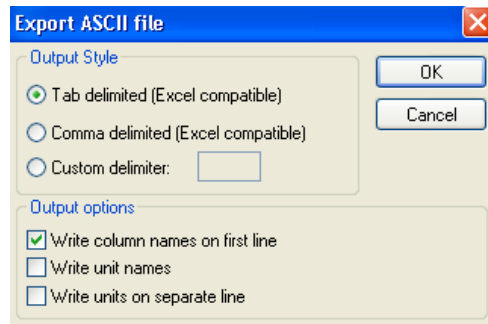 Export ASCII file
Output Style
Tab delimited (Excel compatible)
Comma delimited (Excel compatible)
Custom delimiter:
OK
Cancel
Output options
Write column names on first line
Write unit names
Write units on separate line